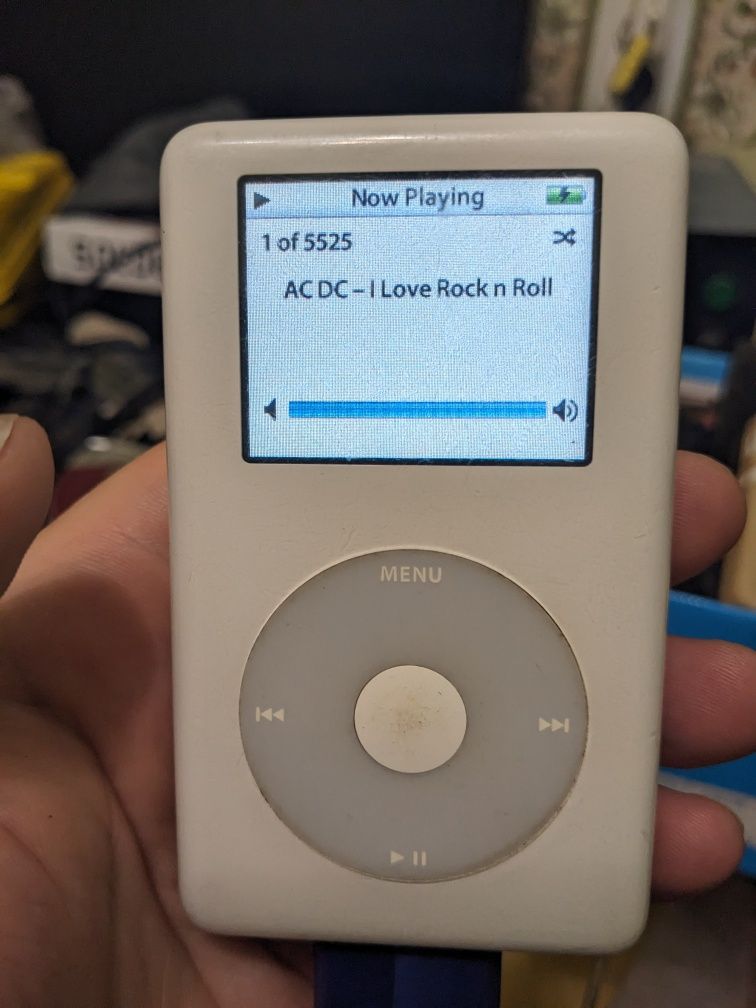 Now Playing
1 of 5525
AC DC – I Love Rock n Roll
MENU